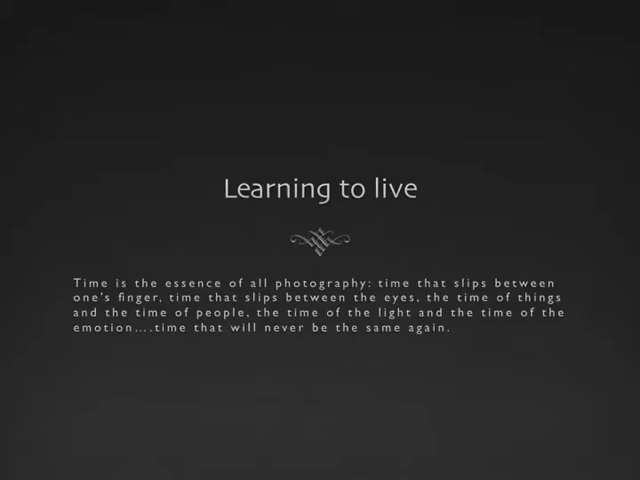 Learning to live
Time is the essence of all photography: time that slips between
one's finger, time that slips between the eyes, the time of things
and the time of people, the time of the light and the time of the
emotion....time that will never be the same again.